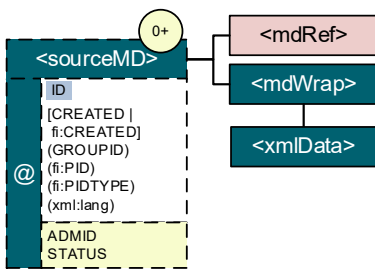 0+
<sourceMD>
<mdRef>
<mdWrap>
<xmlData>
@
ID
[CREATED |
fi:CREATED]
(GROUPID)
(fi:PID)
(fi:PIDTYPE)
(xml:lang)
ADMID
STATUS